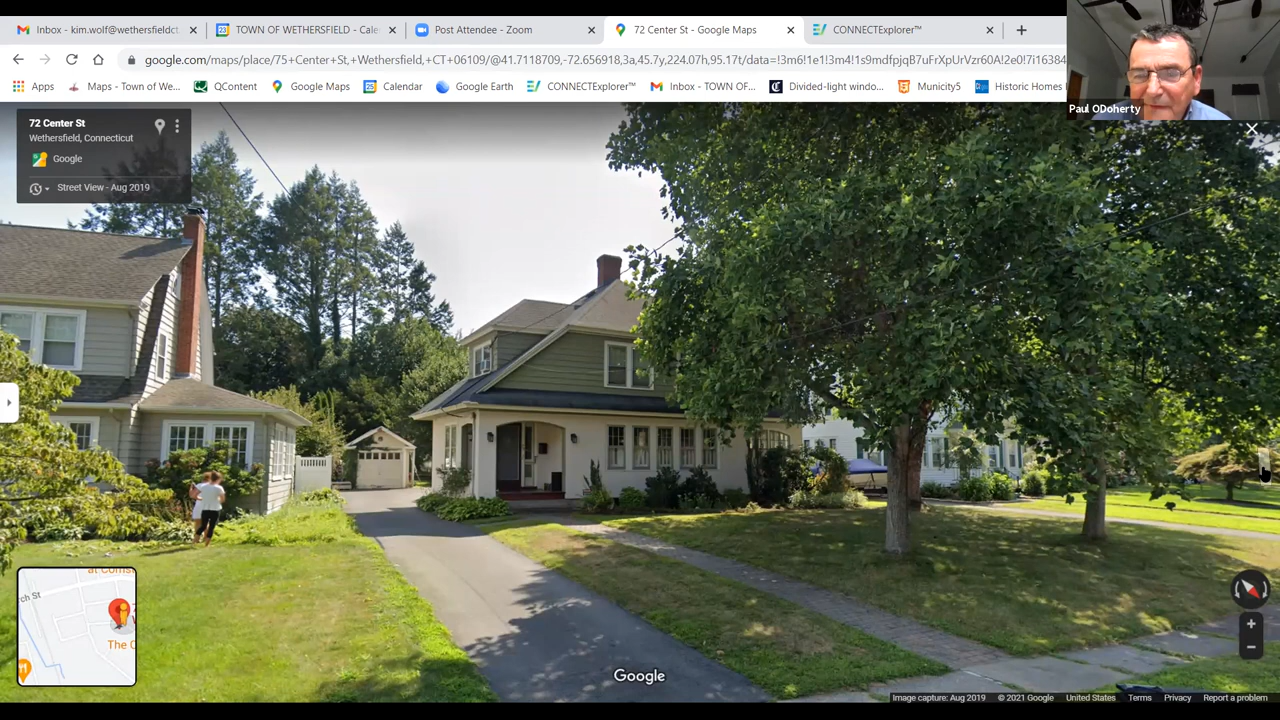 Inbox - kim.wolf@wethersfieldct
TOWN OF WETHERSFIELD - Cale
Post Attendee - Zoom
72 Center St - Google Maps
CONNECTExplorer™
google.com/maps/place/75+Center+St,+Wethersfield,+CT+06109/@41.7118709,-72.656918,3a,45.7y,224.07h,95.17t/data=!3m6!1e1!3m4!1s9mdfpjqB7uFrXpUrVzr60A!2e0!7i16384
Apps
Maps - Town of We...
QContent
Google Maps
Calendar
Google Earth
CONNECTExplorer™
Inbox - TOWN OF...
Divided-light windo...
Municity5
Historic Homes
Paul ODoherty
72 Center St
Wethersfield, Connecticut
Google
Street View - Aug 2019
ch St
The C
Google
Image capture: Aug 2019 © 2021 Google United States Terms Privacy Report a problem